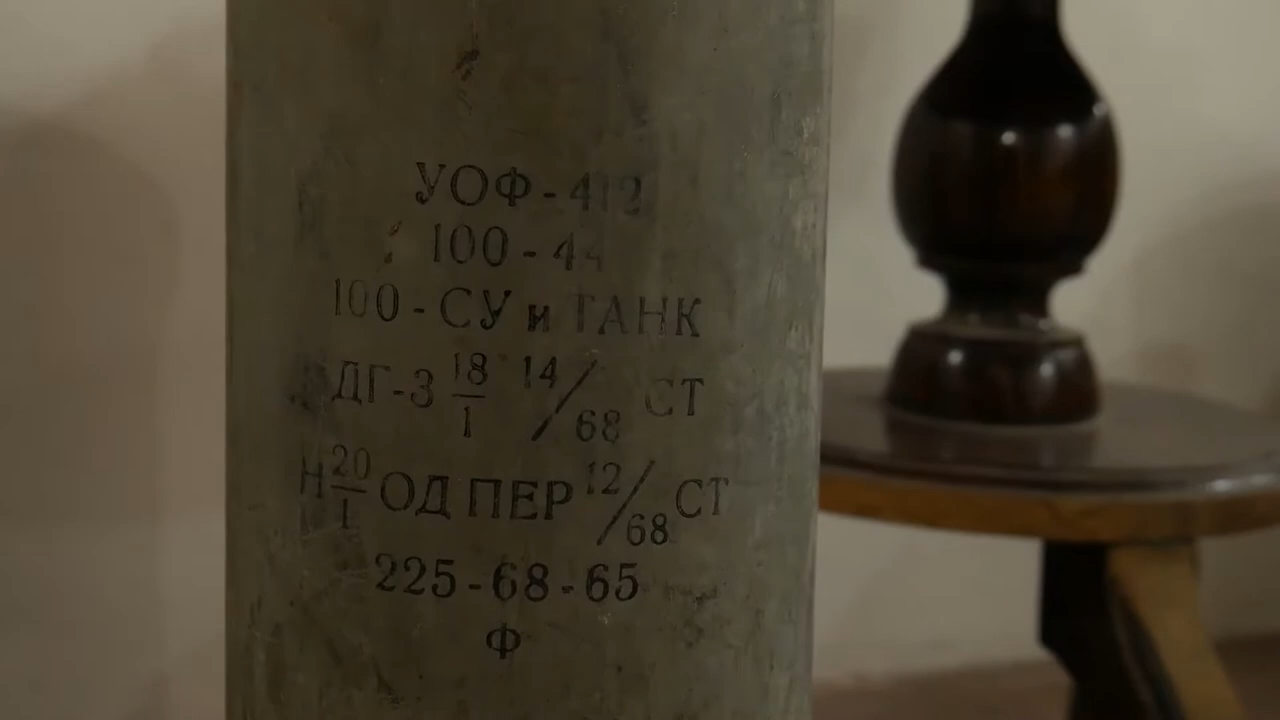 УОФ-412
100-44
100-СУ и ТАНК
ДГ-3 18/1 14/68 СТ
Н 20/1 ОД ПЕР 12/68 СТ
225-68-65
Ф